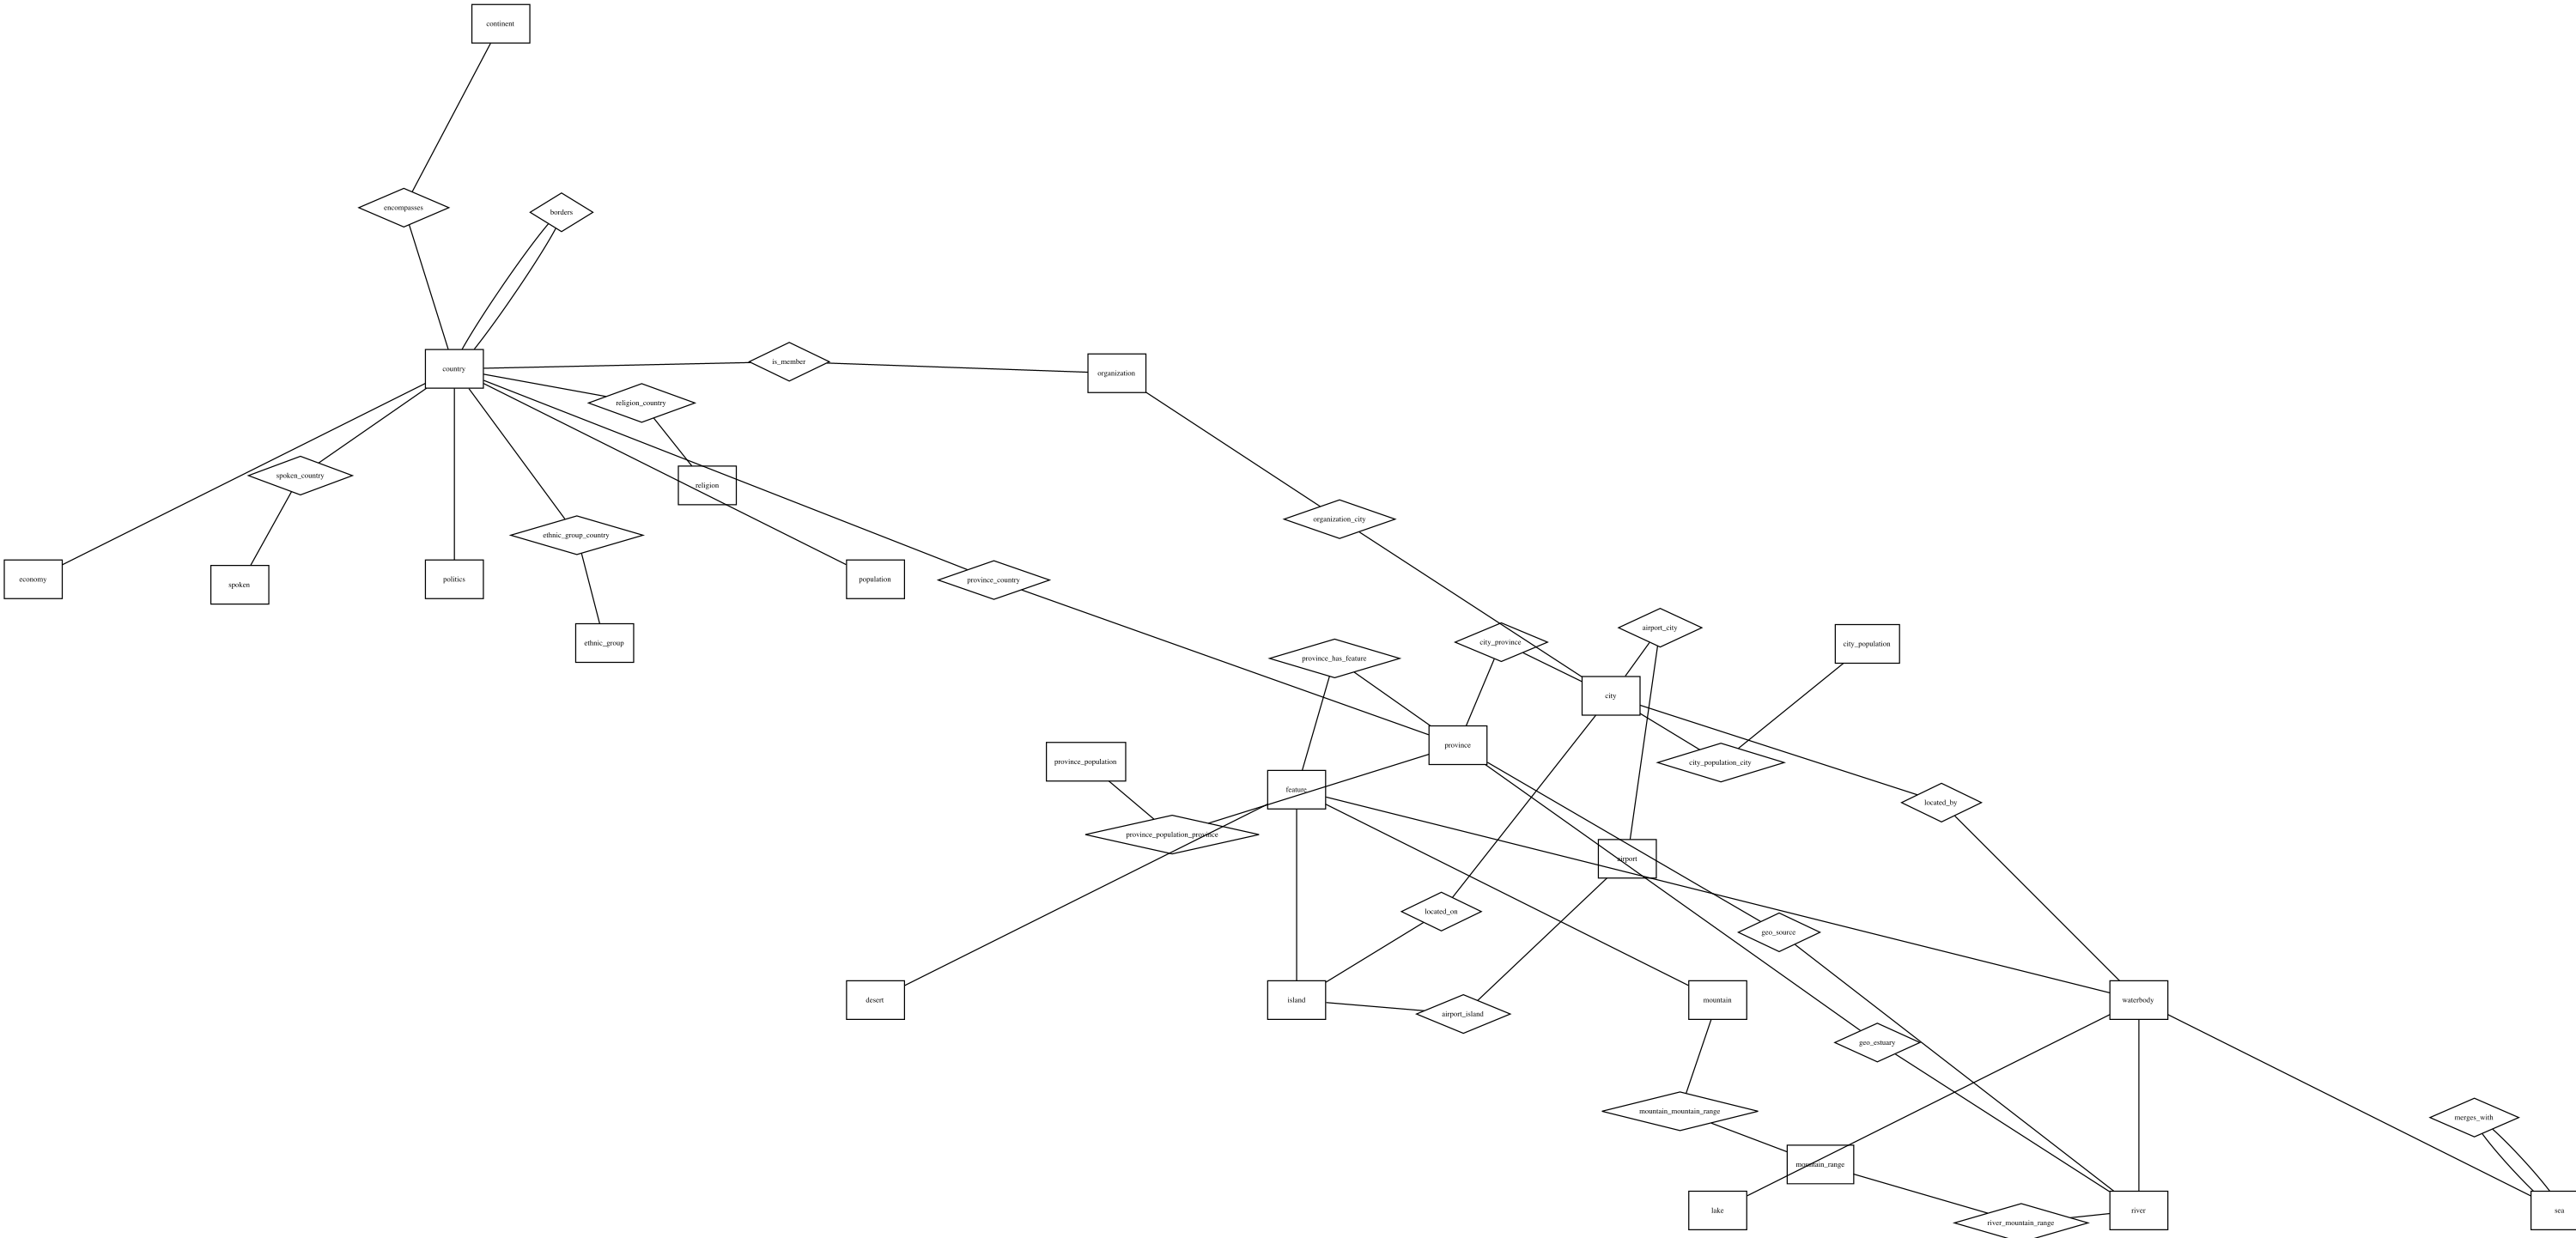 continent
encompasses
borders
country
is_member
organization
religion_country
spoken_country
religion
organization_city
ethnic_group_country
economy
spoken
politics
population
province_country
ethnic_group
airport_city
city_province
city_population
province_has_feature
city
province
province_population
city_population_city
feature
located_by
province_population_province
airport
located_on
geo_source
desert
island
mountain
waterbody
airport_island
geo_estuary
mountain_mountain_range
merges_with
mountain_range
lake
river
sea
river_mountain_range